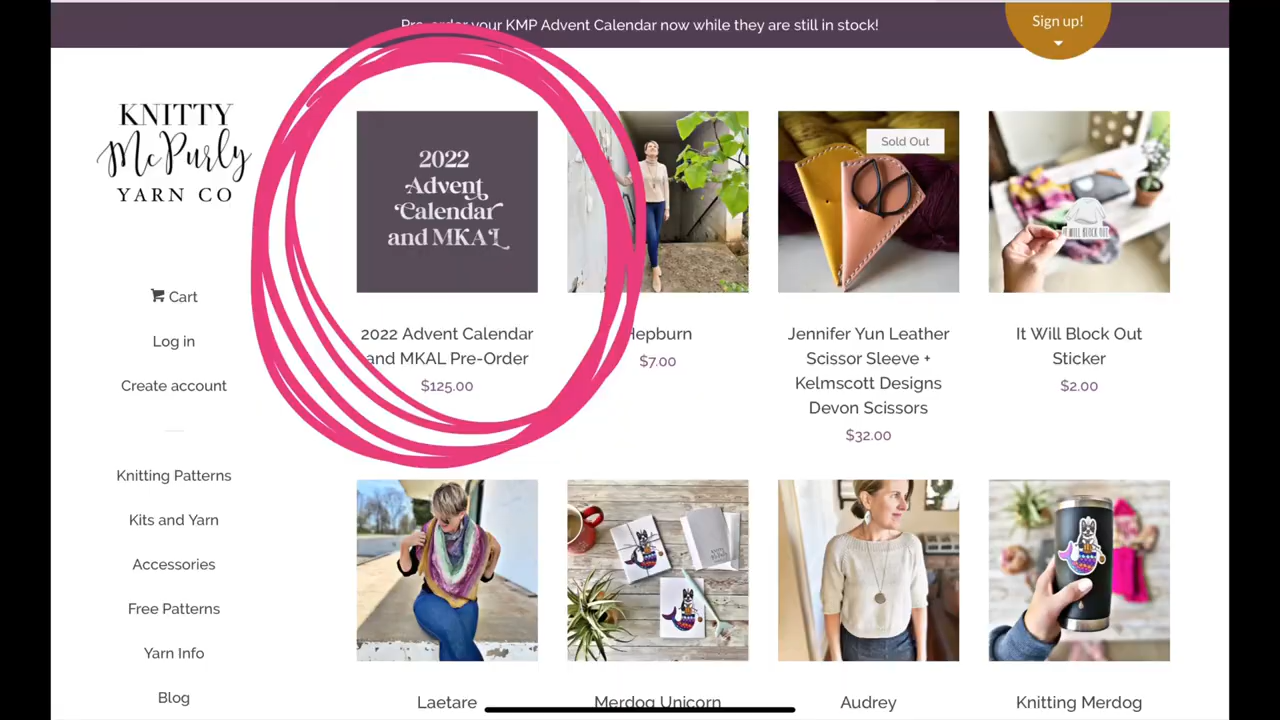 Pre-order your KMP Advent Calendar now while they are still in stock!
Sign up!
KNITTY
McPurly
YARN CO
Cart
Log in
Create account
Knitting Patterns
Kits and Yarn
Accessories
Free Patterns
Yarn Info
Blog
2022
Advent
Calendar
and MKAL
2022 Advent Calendar
and MKAL Pre-Order
$125.00
Hepburn
$7.00
Sold Out
Jennifer Yun Leather
Scissor Sleeve +
Kelmscott Designs
Devon Scissors
$32.00
IT WILL BLOCK OUT
It Will Block Out
Sticker
$2.00
Laetare
Merdog Unicorn
Audrey
Knitting Merdog